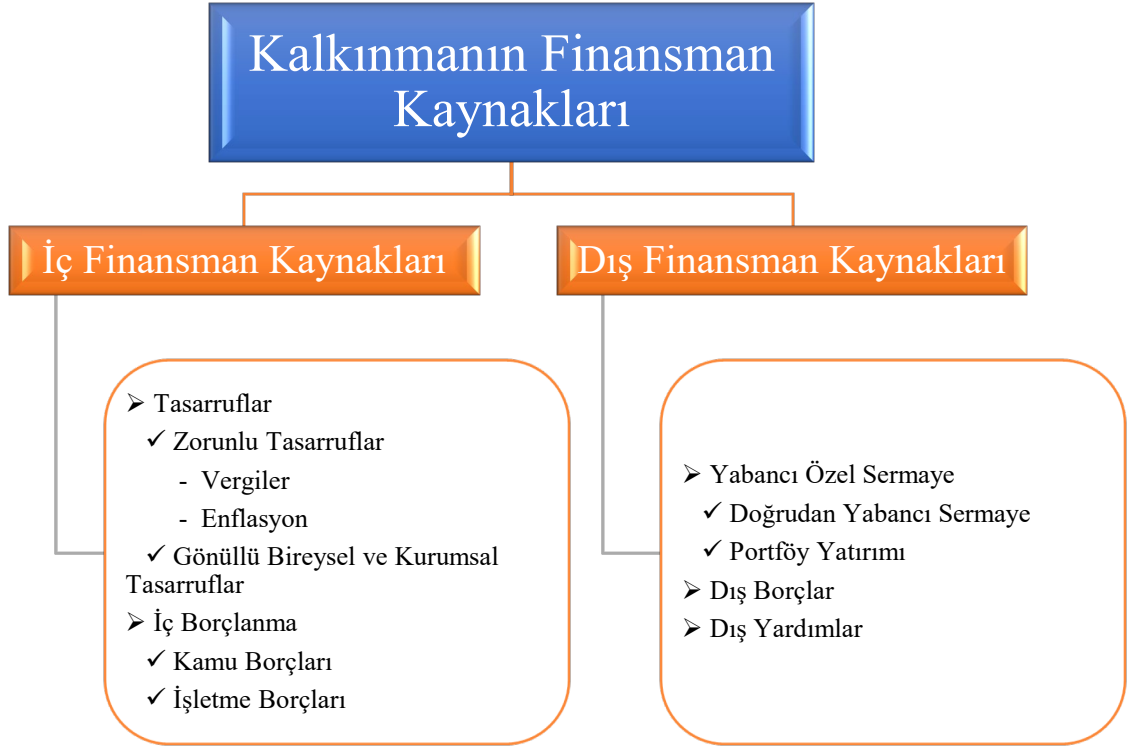 Kalkınmanın Finansman
Kaynakları
İç Finansman Kaynakları
Dış Finansman Kaynakları
➢ Tasarruflar
✓ Zorunlu Tasarruflar
- Vergiler
- Enflasyon
✓ Gönüllü Bireysel ve Kurumsal
Tasarruflar
➢ İç Borçlanma
✓ Kamu Borçları
✓ İşletme Borçları
➢ Yabancı Özel Sermaye
✓ Doğrudan Yabancı Sermaye
✓ Portföy Yatırımı
➢ Dış Borçlar
➢ Dış Yardımlar